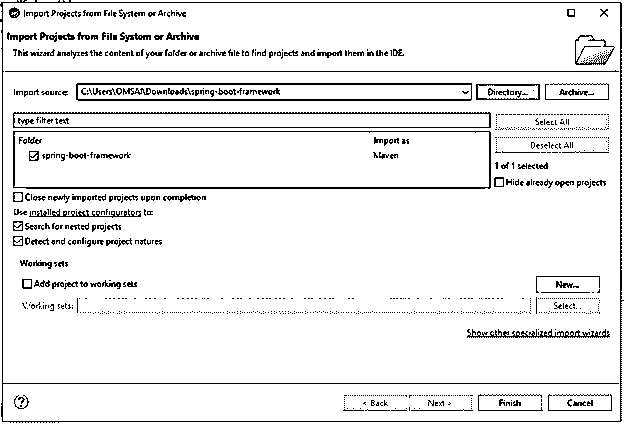 Import Projects from File System or Archive
Import Projects from File System or Archive
This wizard analyzes the content of your folder or archive file to find projects and import them in the IDE.
Import source: C:\Users\OMSAI\Downloads\spring-boot-framework Directory... Archive...
type filter text Select All
Folder Import as Deselect All
spring-boot-framework Maven
1 of 1 selected
Hide already open projects
Close newly imported projects upon completion
Use installed project configurators to:
Search for nested projects
Detect and configure project natures
Working sets
Add project to working sets New...
Working sets: Select...
Show other specialized import wizards
? < Back Next > Finish Cancel